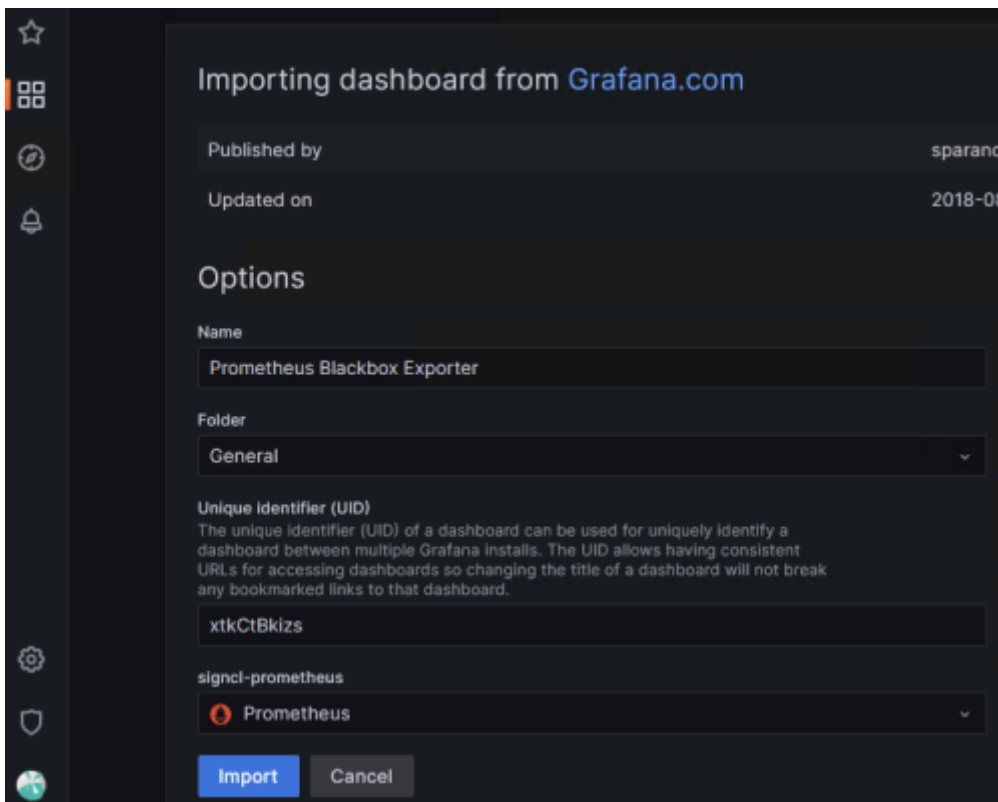 Importing dashboard from Grafana.com
Published by
Updated on
Options
Name
Prometheus Blackbox Exporter
Folder
General
Unique identifier (UID)
The unique identifier (UID) of a dashboard can be used for uniquely identify a
dashboard between multiple Grafana installs. The UID allows having consistent
URLs for accessing dashboards so changing the title of a dashboard will not break
any bookmarked links to that dashboard.
xtkCtBkizs
signcl-prometheus
Prometheus
Import Cancel